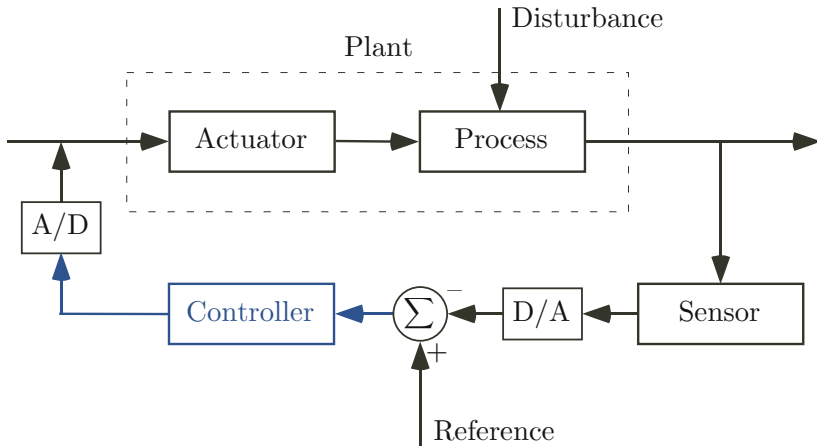 Disturbance
Plant
Actuator
Process
A/D
Controller
Σ
−
+
D/A
Sensor
Reference